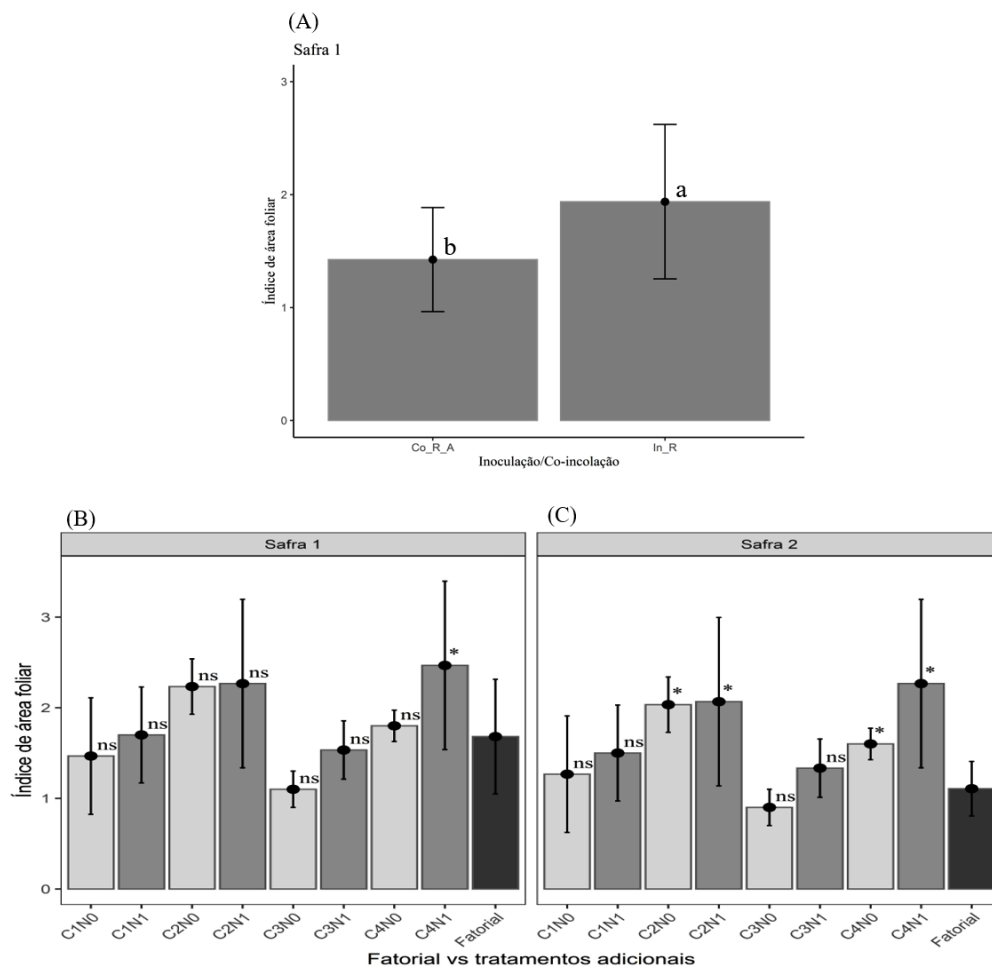 (A)
Safra 1
Índice de área foliar
3
2
1
0
b
a
Co_R_A
In_R
Inoculação/Co-incolação
(B)
(C)
Safra 1
Safra 2
Índice de área foliar
3
2
1
0
ns
ns
ns
ns
ns
ns
ns
*
ns
ns
*
*
ns
ns
*
*
C1N0
C1N1
C2N0
C2N1
C3N0
C3N1
C4N0
C4N1
Fatorial
C1N0
C1N1
C2N0
C2N1
C3N0
C3N1
C4N0
C4N1
Fatorial
Fatorial vs tratamentos adicionais